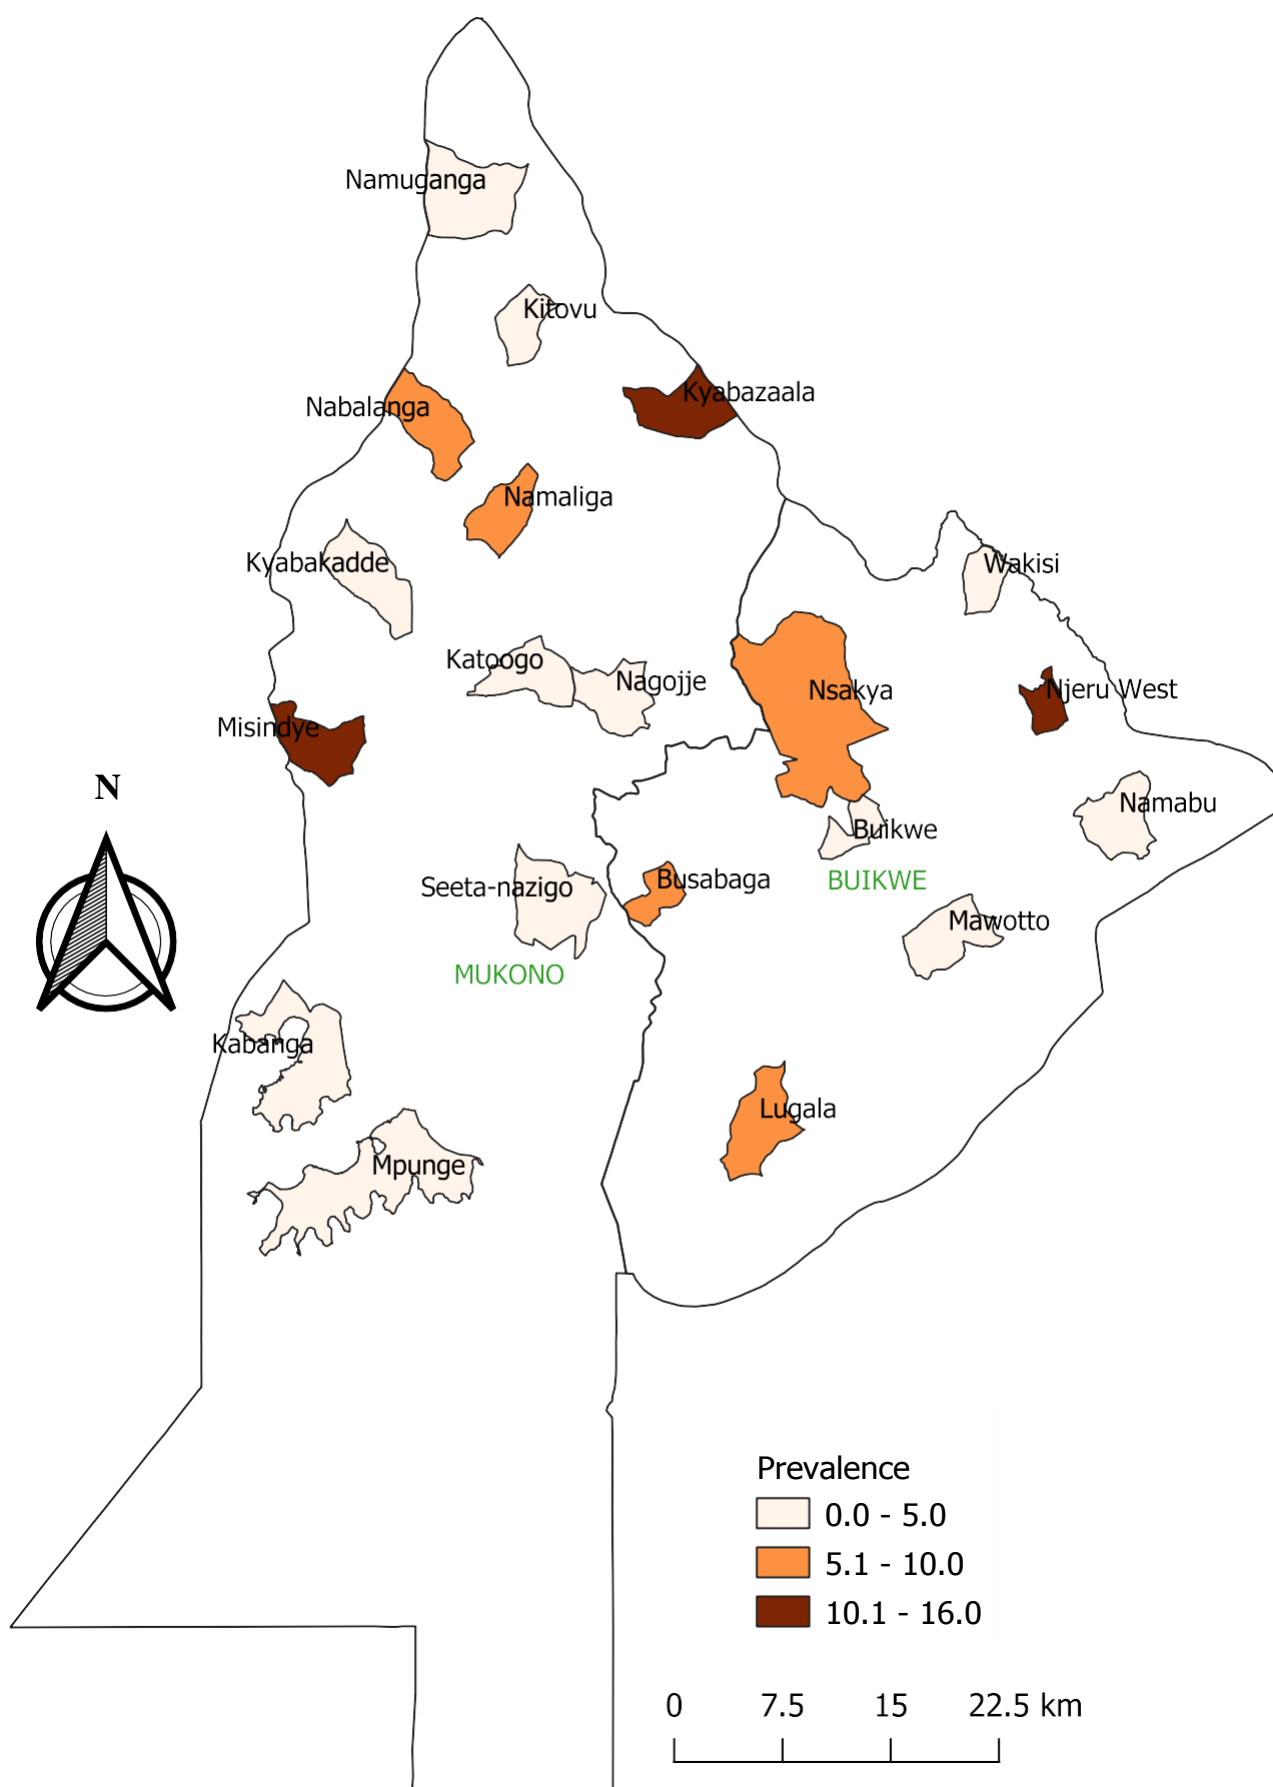 Namuganga
Kitovu
Kyabazaala
Nabalanga
Namaliga
Kyabakadde
Wakisi
Katoogo
Nagojje
Nsakya
Njeru West
Misindye
N
Namabu
Buikwe
Seeta-nazigo
Busabaga
BUIKWE
Mawotto
MUKONO
Kabanga
Lugala
Mpunge
Prevalence
0.0 - 5.0
5.1 - 10.0
10.1 - 16.0
0 7.5 15 22.5 km